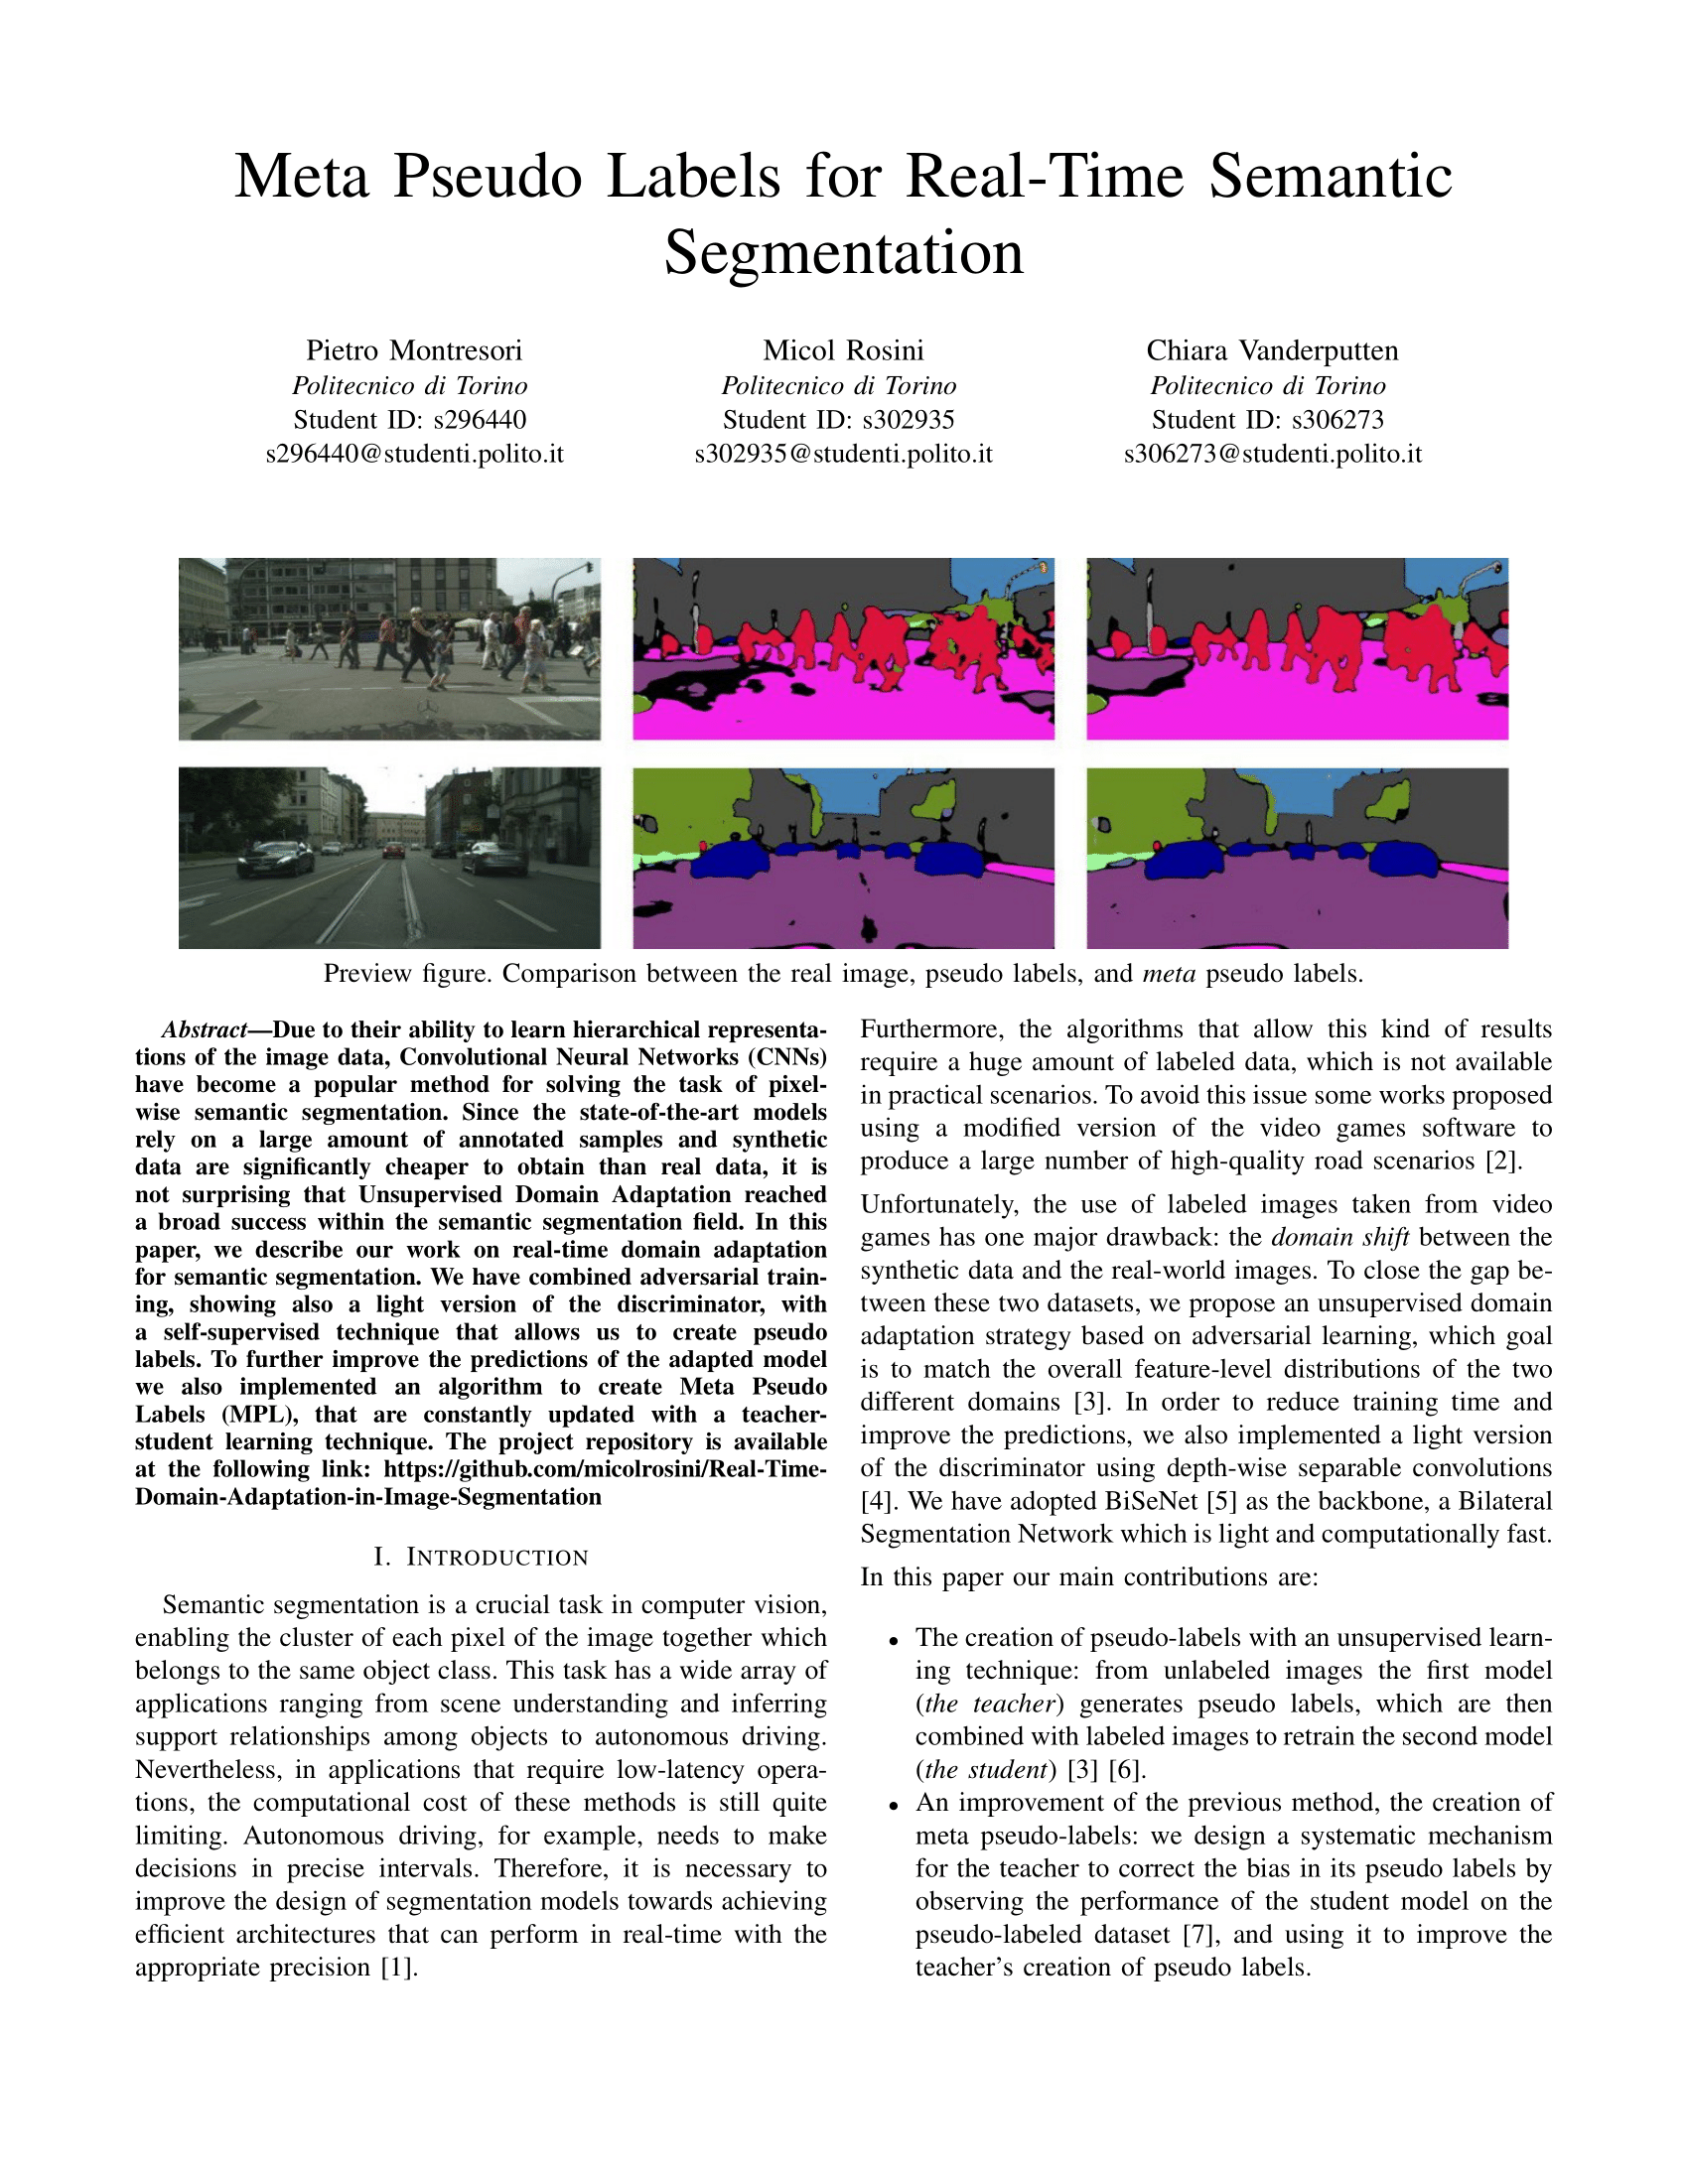 Meta Pseudo Labels for Real-Time Semantic
Segmentation
Pietro Montresori
Politecnico di Torino
Student ID: s296440
s296440@studenti.polito.it
Micol Rosini
Politecnico di Torino
Student ID: s302935
s302935@studenti.polito.it
Chiara Vanderputten
Politecnico di Torino
Student ID: s306273
s306273@studenti.polito.it
Preview figure. Comparison between the real image, pseudo labels, and meta pseudo labels.
Abstract—Due to their ability to learn hierarchical representa-
tions of the image data, Convolutional Neural Networks (CNNs)
have become a popular method for solving the task of pixel-
wise semantic segmentation. Since the state-of-the-art models
rely on a large amount of annotated samples and synthetic
data are significantly cheaper to obtain than real data, it is
not surprising that Unsupervised Domain Adaptation reached
a broad success within the semantic segmentation field. In this
paper, we describe our work on real-time domain adaptation
for semantic segmentation. We have combined adversarial train-
ing, showing also a light version of the discriminator, with
a self-supervised technique that allows us to create pseudo
labels. To further improve the predictions of the adapted model
we also implemented an algorithm to create Meta Pseudo
Labels (MPL), that are constantly updated with a teacher-
student learning technique. The project repository is available
at the following link: https://github.com/micolrosini/Real-Time-
Domain-Adaptation-in-Image-Segmentation
I. INTRODUCTION
Semantic segmentation is a crucial task in computer vision,
enabling the cluster of each pixel of the image together which
belongs to the same object class. This task has a wide array of
applications ranging from scene understanding and inferring
support relationships among objects to autonomous driving.
Nevertheless, in applications that require low-latency opera-
tions, the computational cost of these methods is still quite
limiting. Autonomous driving, for example, needs to make
decisions in precise intervals. Therefore, it is necessary to
improve the design of segmentation models towards achieving
efficient architectures that can perform in real-time with the
appropriate precision [1].
Furthermore, the algorithms that allow this kind of results
require a huge amount of labeled data, which is not available
in practical scenarios. To avoid this issue some works proposed
using a modified version of the video games software to
produce a large number of high-quality road scenarios [2].
Unfortunately, the use of labeled images taken from video
games has one major drawback: the domain shift between the
synthetic data and the real-world images. To close the gap be-
tween these two datasets, we propose an unsupervised domain
adaptation strategy based on adversarial learning, which goal
is to match the overall feature-level distributions of the two
different domains [3]. In order to reduce training time and
improve the predictions, we also implemented a light version
of the discriminator using depth-wise separable convolutions
[4]. We have adopted BiSeNet [5] as the backbone, a Bilateral
Segmentation Network which is light and computationally fast.
In this paper our main contributions are:
• The creation of pseudo-labels with an unsupervised learn-
ing technique: from unlabeled images the first model
(the teacher) generates pseudo labels, which are then
combined with labeled images to retrain the second model
(the student) [3] [6].
• An improvement of the previous method, the creation of
meta pseudo-labels: we design a systematic mechanism
for the teacher to correct the bias in its pseudo labels by
observing the performance of the student model on the
pseudo-labeled dataset [7], and using it to improve the
teacher's creation of pseudo labels.